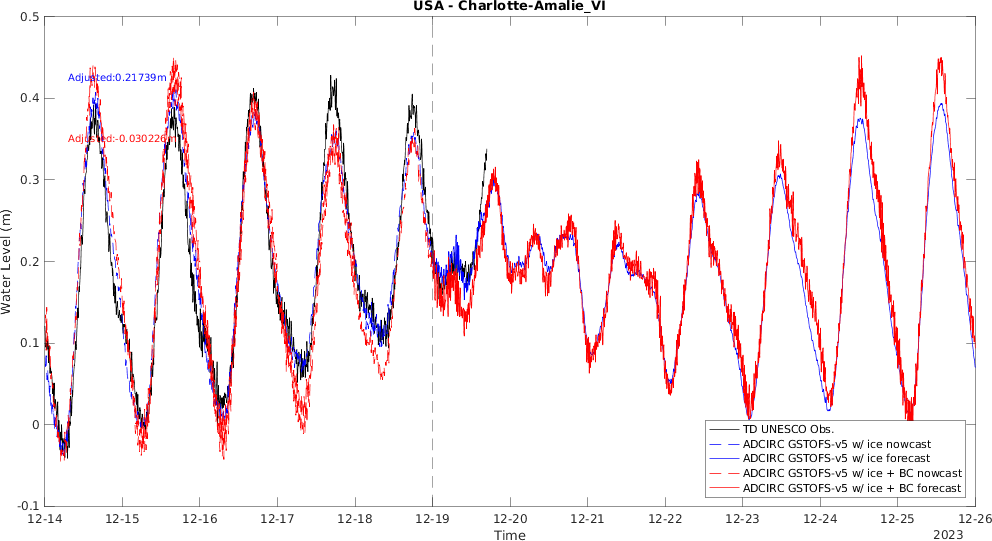 USA - Charlotte-Amalie_VI
0.5
0.4
0.3
0.2
0.1
0
-0.1
Water Level (m)
Adjusted:0.21739m
Adjusted:-0.030226m
TD UNESCO Obs.
ADCIRC GSTOFS-v5 w/ ice nowcast
ADCIRC GSTOFS-v5 w/ ice forecast
ADCIRC GSTOFS-v5 w/ ice + BC nowcast
ADCIRC GSTOFS-v5 w/ ice + BC forecast
12-14 12-15 12-16 12-17 12-18 12-19 12-20 12-21 12-22 12-23 12-24 12-25 12-26
Time
2023